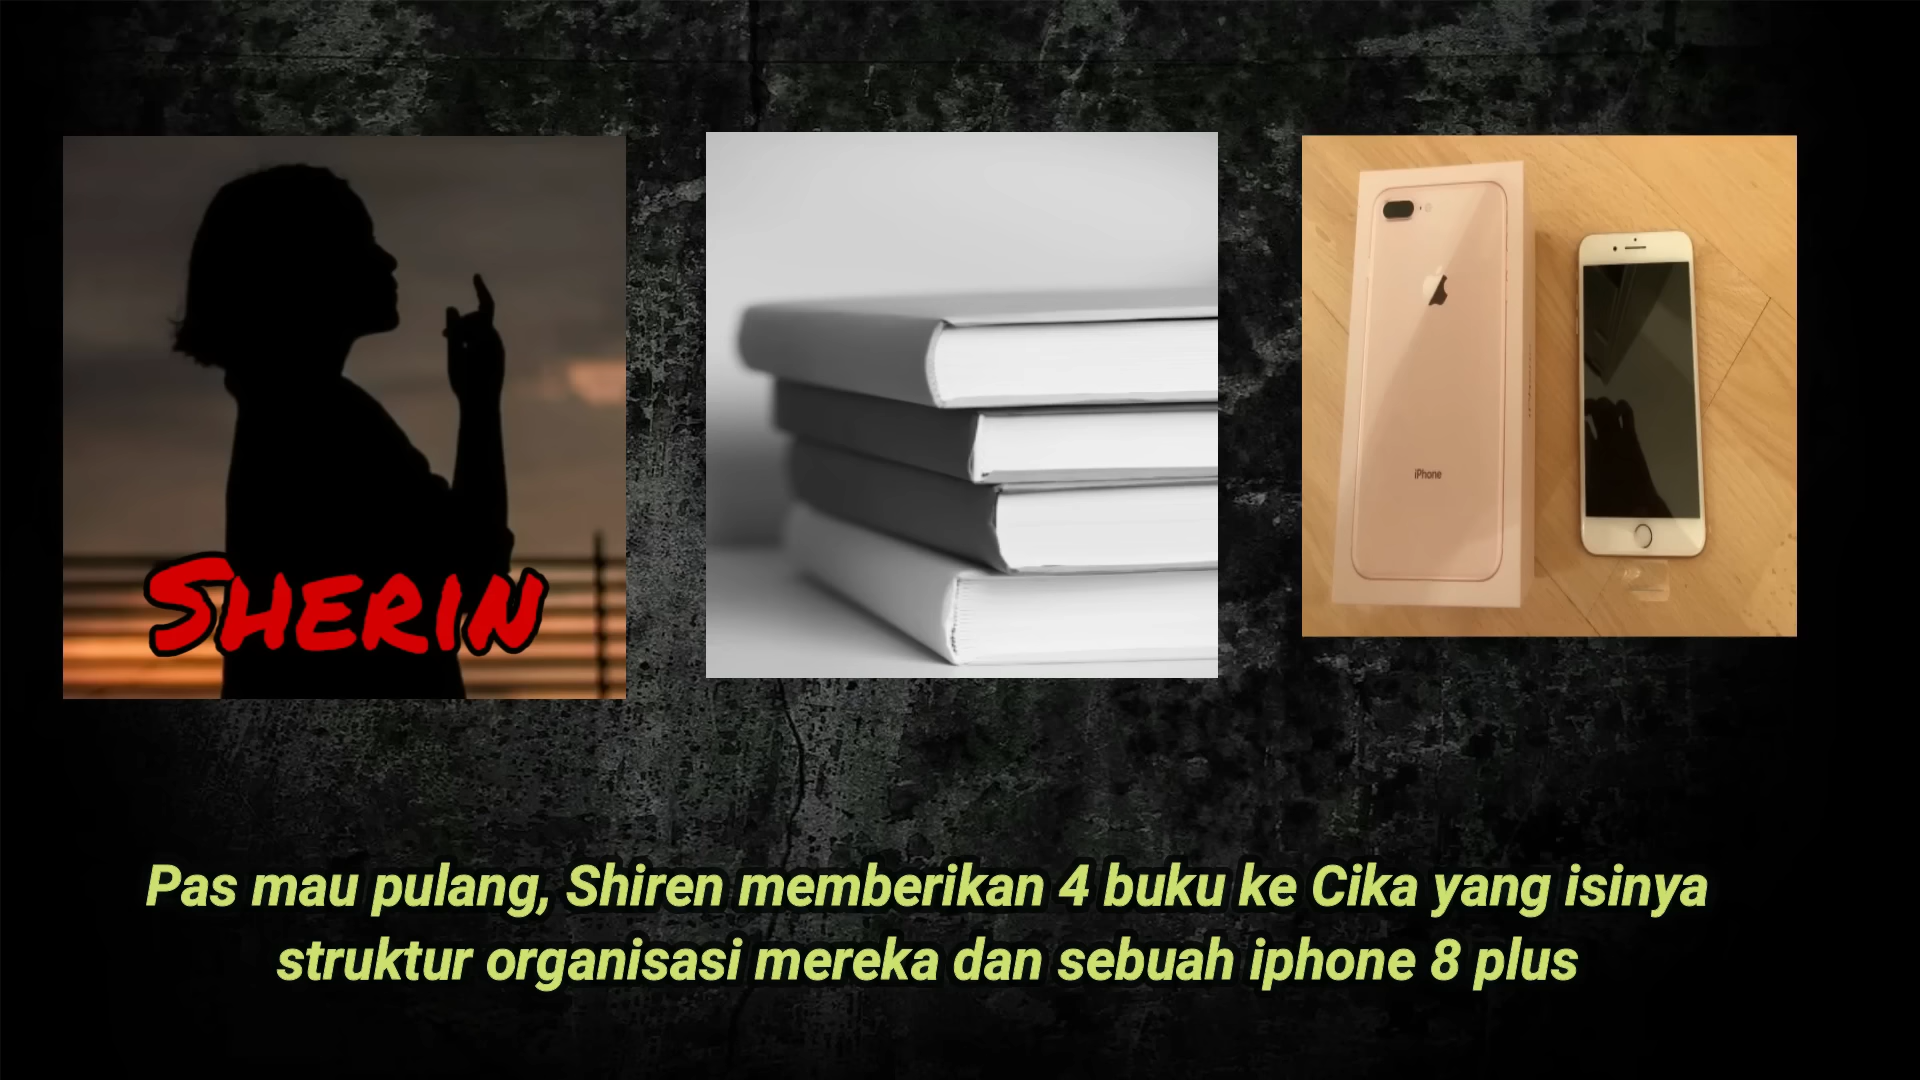 SHERIN
iPhone
Pas mau pulang, Shiren memberikan 4 buku ke Cika yang isinya
struktur organisasi mereka dan sebuah iphone 8 plus